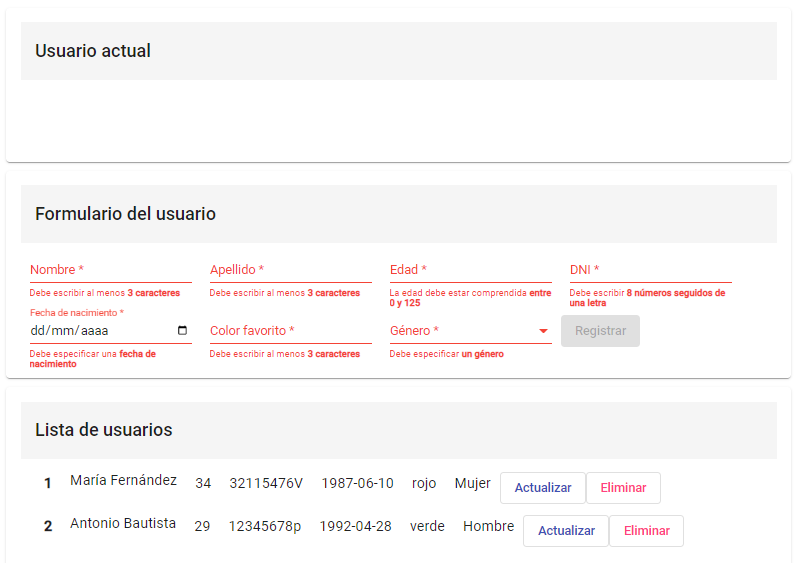 Usuario actual
Formulario del usuario
Nombre * Apellido * Edad * DNI *
Debe escribir al menos 3 caracteres Debe escribir al menos 3 caracteres La edad debe estar comprendida entre 0 y 125 Debe escribir 8 números seguidos de una letra
Fecha de nacimiento *
dd/mm/aaaa Color favorito * Género * Registrar
Debe especificar una fecha de nacimiento Debe escribir al menos 3 caracteres Debe especificar un género
Lista de usuarios
1 María Fernández 34 32115476V 1987-06-10 rojo Mujer Actualizar Eliminar
2 Antonio Bautista 29 12345678p 1992-04-28 verde Hombre Actualizar Eliminar